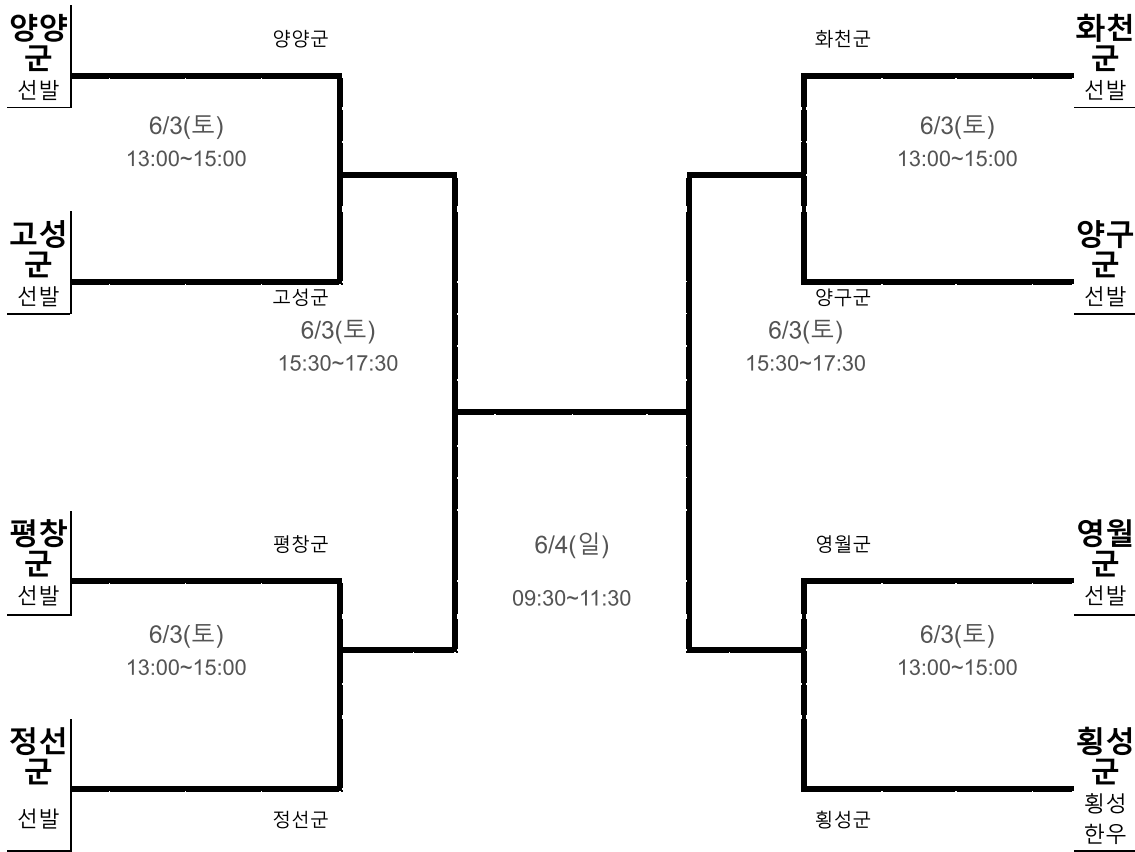 양양
군
선발
양양군
화천군
화천
군
선발
6/3(토)
13:00~15:00
6/3(토)
13:00~15:00
고성
군
선발
고성군
양구군
양구
군
선발
6/3(토)
15:30~17:30
6/3(토)
15:30~17:30
평창
군
선발
평창군
6/4(일)
09:30~11:30
영월군
영월
군
선발
6/3(토)
13:00~15:00
6/3(토)
13:00~15:00
정선
군
선발
정선군
횡성군
횡성
군
횡성
한우